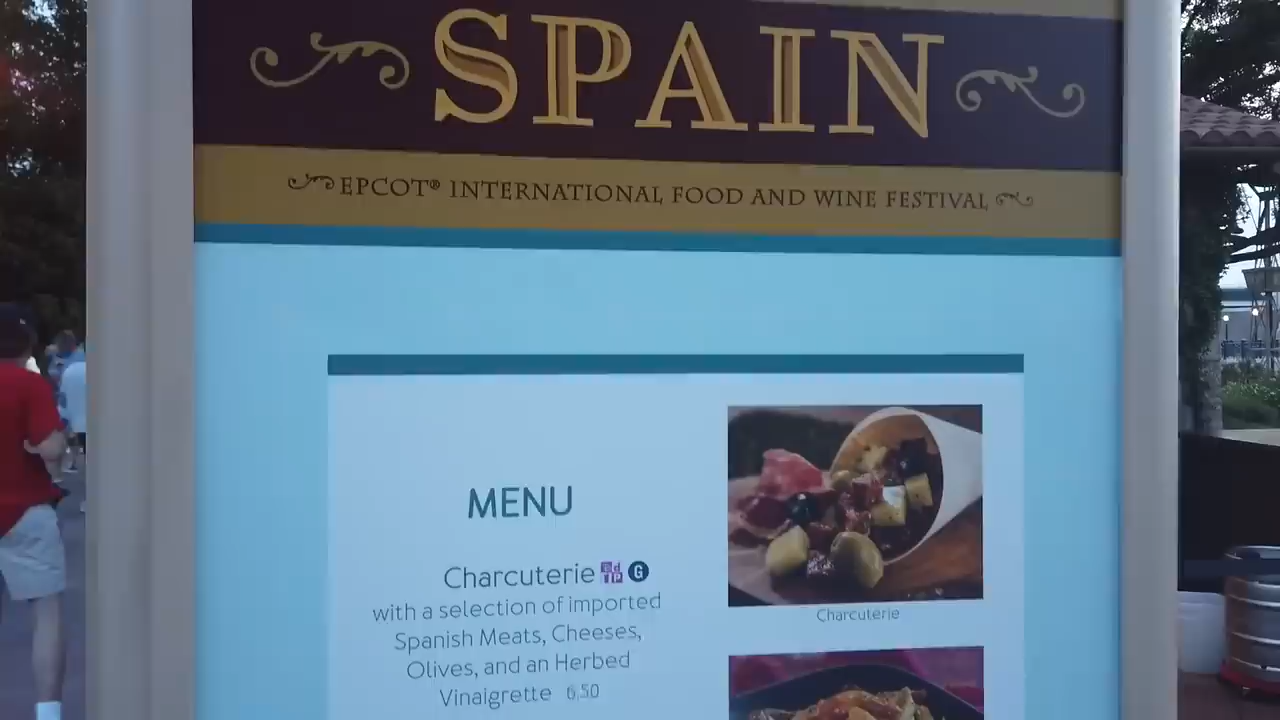 SPAIN
EPCOT® INTERNATIONAL FOOD AND WINE FESTIVAL
MENU
Charcuterie G
with a selection of imported
Spanish Meats, Cheeses,
Olives, and an Herbed
Vinaigrette 6.50
Charcuterie